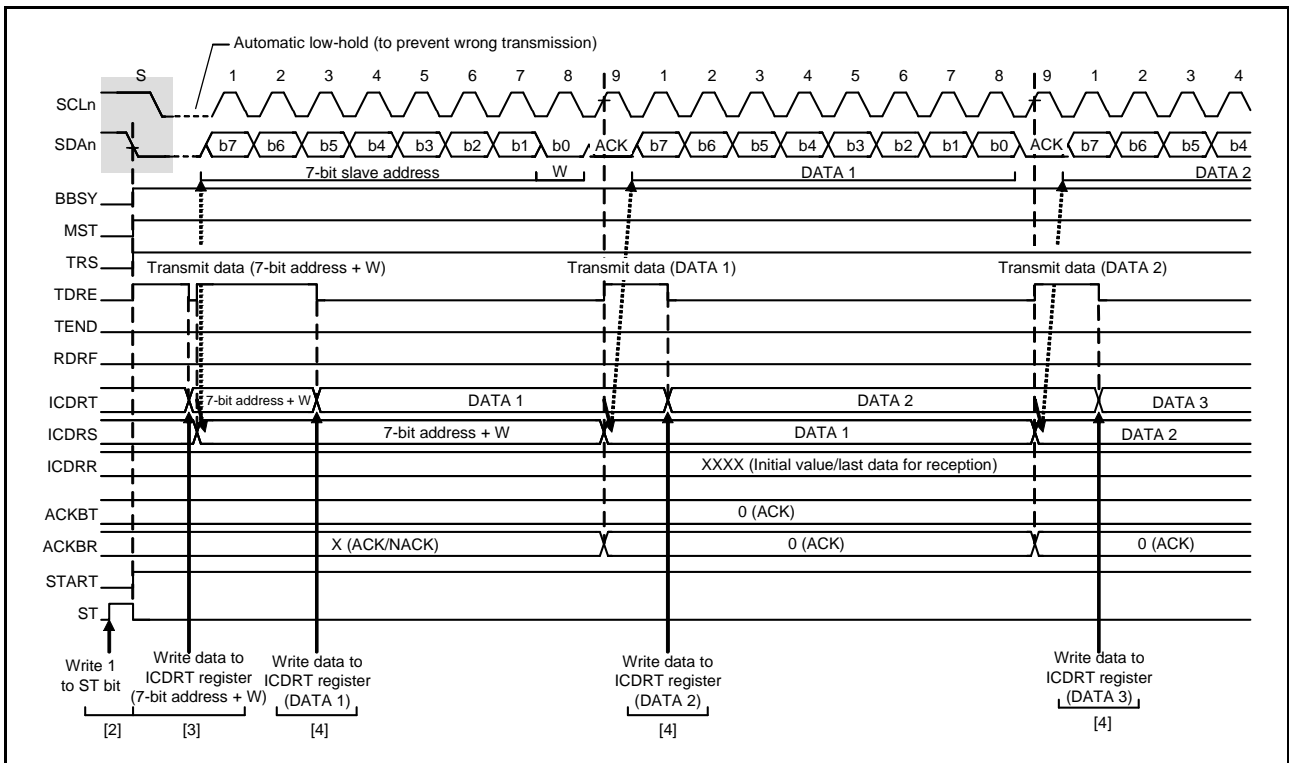 Automatic low-hold (to prevent wrong transmission)
S 1 2 3 4 5 6 7 8 9 1 2 3 4 5 6 7 8 9 1 2 3 4
SCLn
SDAn b7 b6 b5 b4 b3 b2 b1 b0 ACK b7 b6 b5 b4 b3 b2 b1 b0 ACK b7 b6 b5 b4
7-bit slave address W DATA 1 DATA 2
BBSY
MST
TRS
Transmit data (7-bit address + W) Transmit data (DATA 1) Transmit data (DATA 2)
TDRE
TEND
RDRF
ICDRT 7-bit address + W DATA 1 DATA 2 DATA 3
ICDRS 7-bit address + W DATA 1 DATA 2
ICDRR XXXX (Initial value/last data for reception)
ACKBT 0 (ACK)
ACKBR X (ACK/NACK) 0 (ACK) 0 (ACK)
START
ST
Write 1
to ST bit
[2]
Write data to
ICDRT register
(7-bit address + W)
[3]
Write data to
ICDRT register
(DATA 1)
[4]
Write data to
ICDRT register
(DATA 2)
[4]
Write data to
ICDRT register
(DATA 3)
[4]